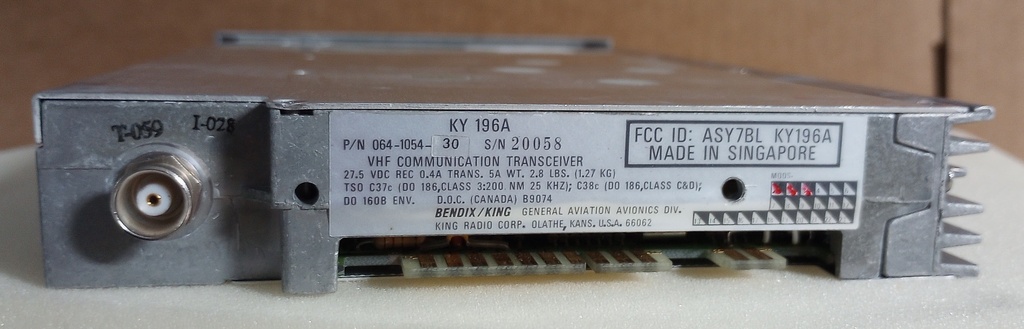 T-059 I-028
KY 196A
P/N 064-1054- 30 S/N 20058
VHF COMMUNICATION TRANSCEIVER
27.5 VDC REC 0.4A TRANS. 5A WT. 2.8 LBS. (1.27 KG)
TSO C37c (DO 186,CLASS 3:200 NM 25 KHZ); C38c (DO 186,CLASS C&D);
DO 160B ENV. D.O.C. (CANADA) B9074
BENDIX/KING GENERAL AVIATION AVIONICS DIV.
KING RADIO CORP. OLATHE, KANS. U.S.A. 66062
FCC ID: ASY7BL KY196A
MADE IN SINGAPORE
MODS